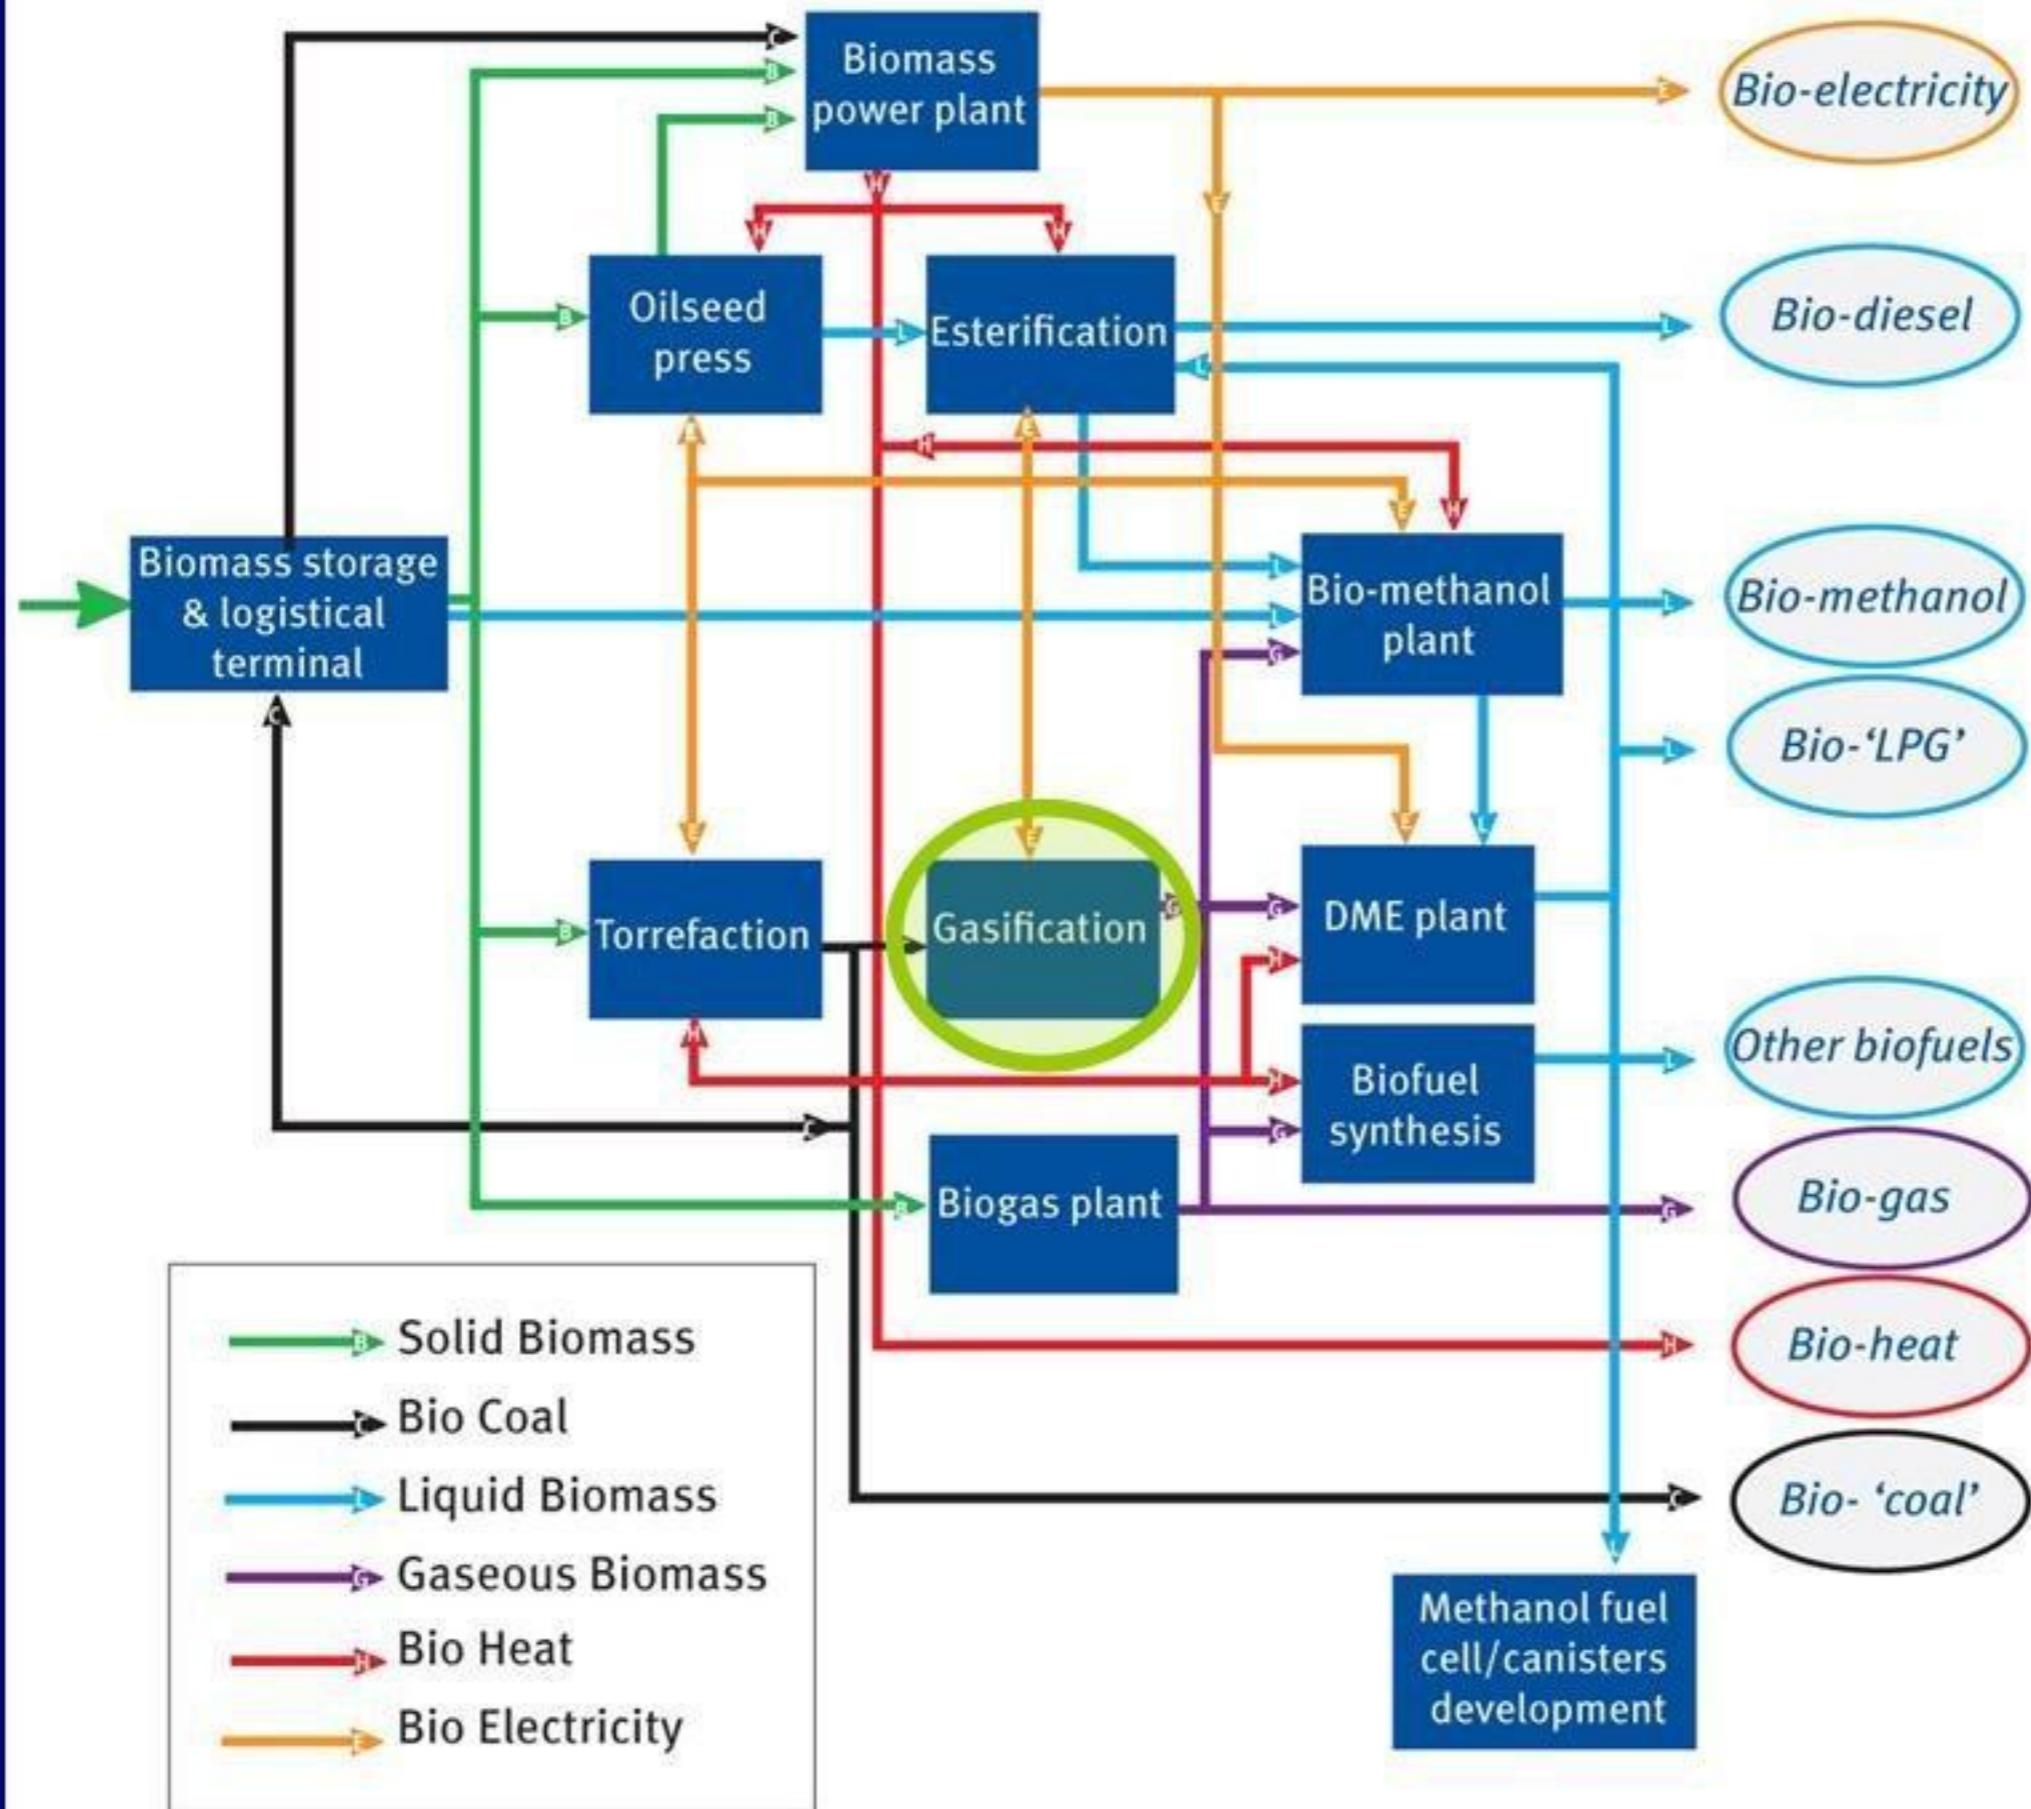 Biomass
power plant
Bio-electricity
Oilseed
press
Esterification
Bio-diesel
Biomass storage
& logistical
terminal
Bio-methanol
plant
Bio-methanol
Bio-‘LPG’
Torrefaction
Gasification
DME plant
Biofuel
synthesis
Other biofuels
Biogas plant
Bio-gas
Bio-heat
Bio- ‘coal’
Methanol fuel
cell/canisters
development
B Solid Biomass
C Bio Coal
L Liquid Biomass
G Gaseous Biomass
H Bio Heat
E Bio Electricity